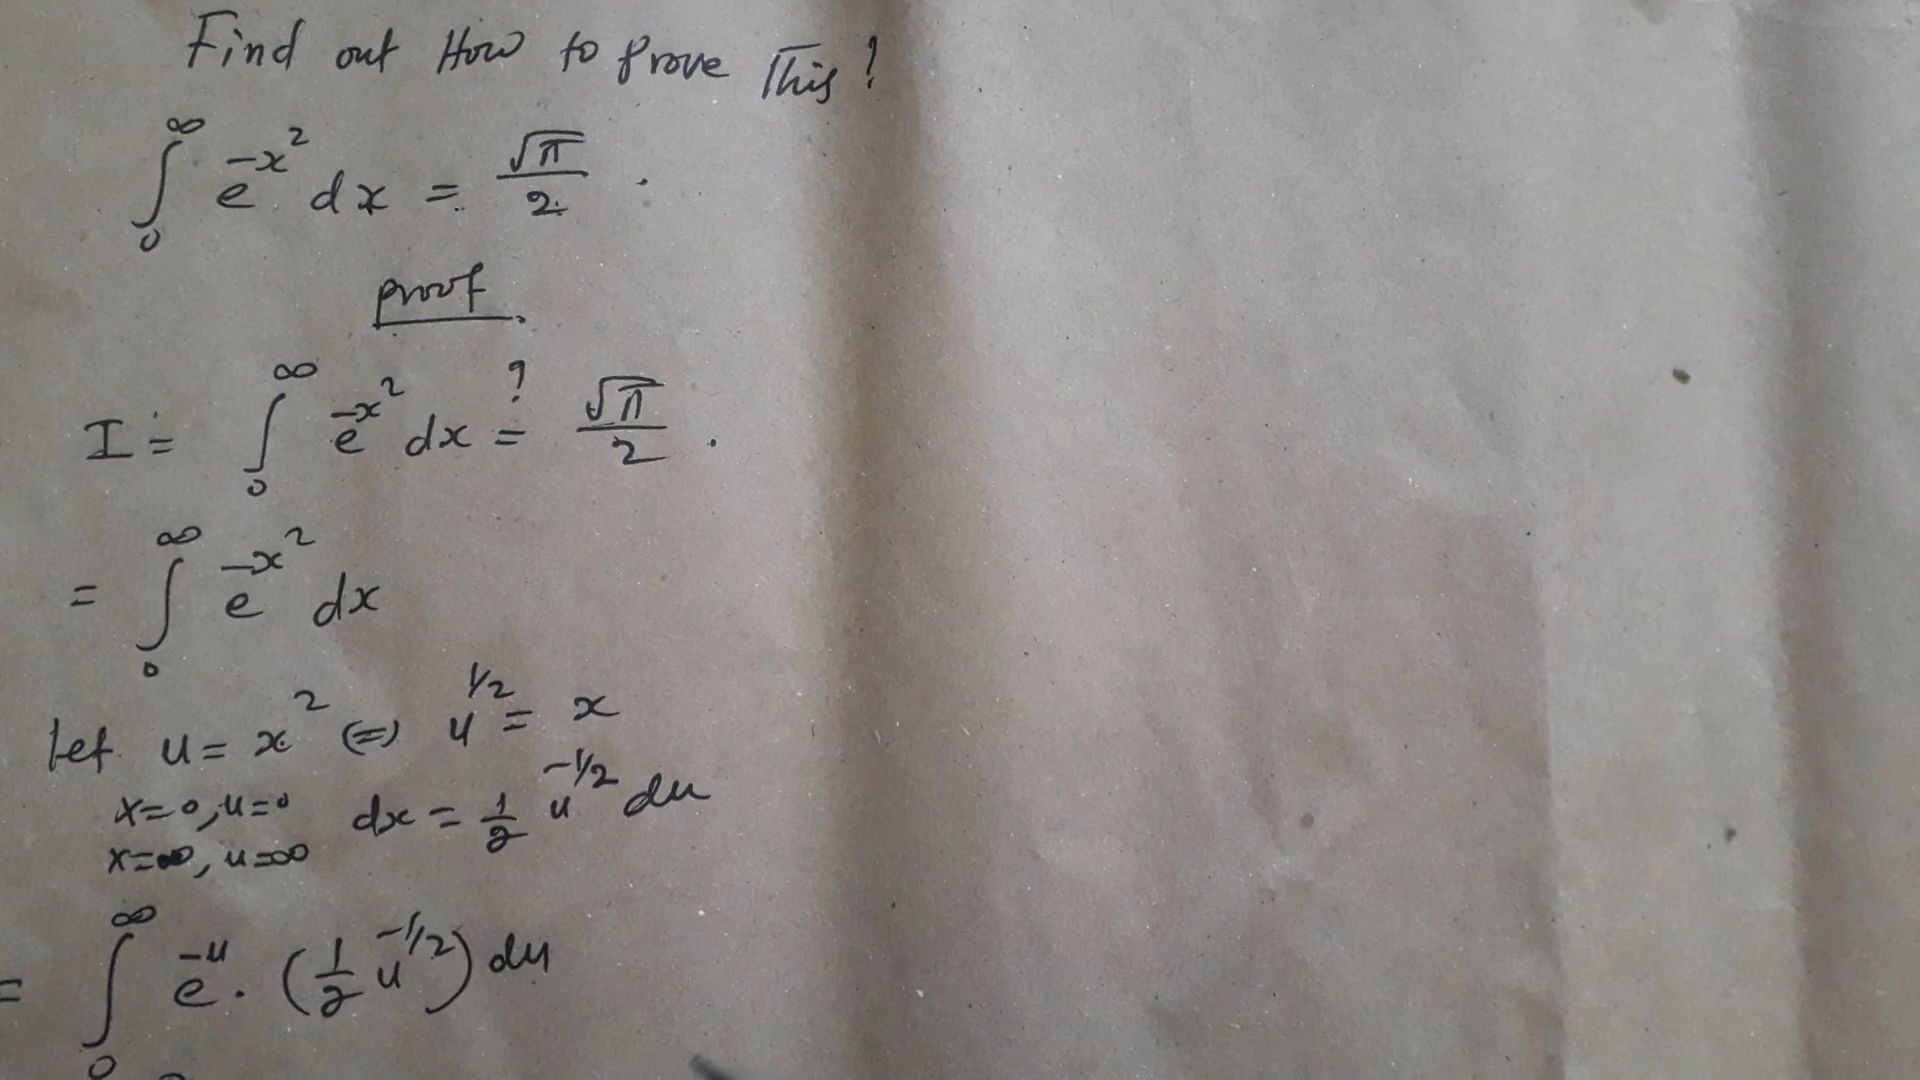 Find out How to prove This?
∫₀^∞ e^{-x²} dx = √π/2 .
proof.
I = ∫₀^∞ e^{-x²} dx ?= √π/2 .
= ∫₀^∞ e^{-x²} dx
let u = x² (=) u^{1/2} = x
x=0, u=0 dx = 1/2 u^{-1/2} du
x=∞, u=∞
= ∫₀^∞ e^{-u} . (1/2 u^{-1/2}) du